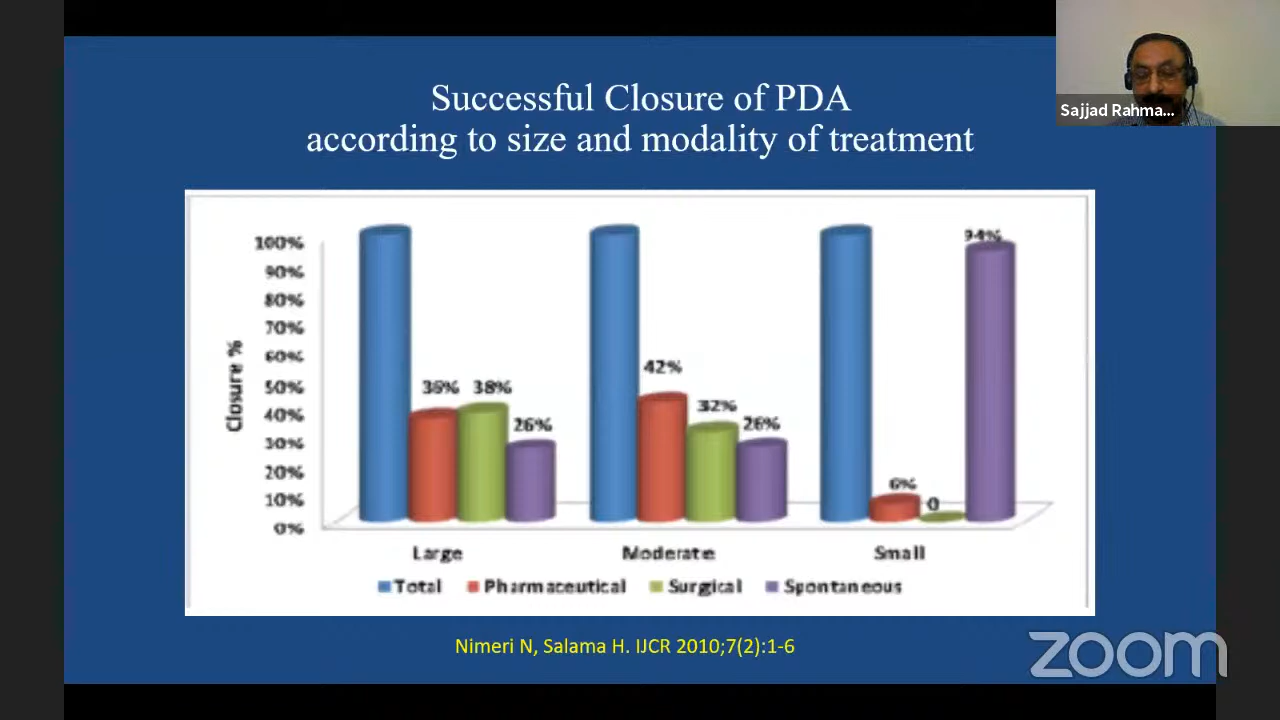 Successful Closure of PDA
according to size and modality of treatment
Sajjad Rahma...
100%
90%
80%
70%
60%
50%
40%
30%
20%
10%
0%
Closure %
36% 38% 26%
42% 32% 26%
6% 0 94%
Large Moderate Small
Total Pharmaceutical Surgical Spontaneous
Nimeri N, Salama H. IJCR 2010;7(2):1-6
zoom